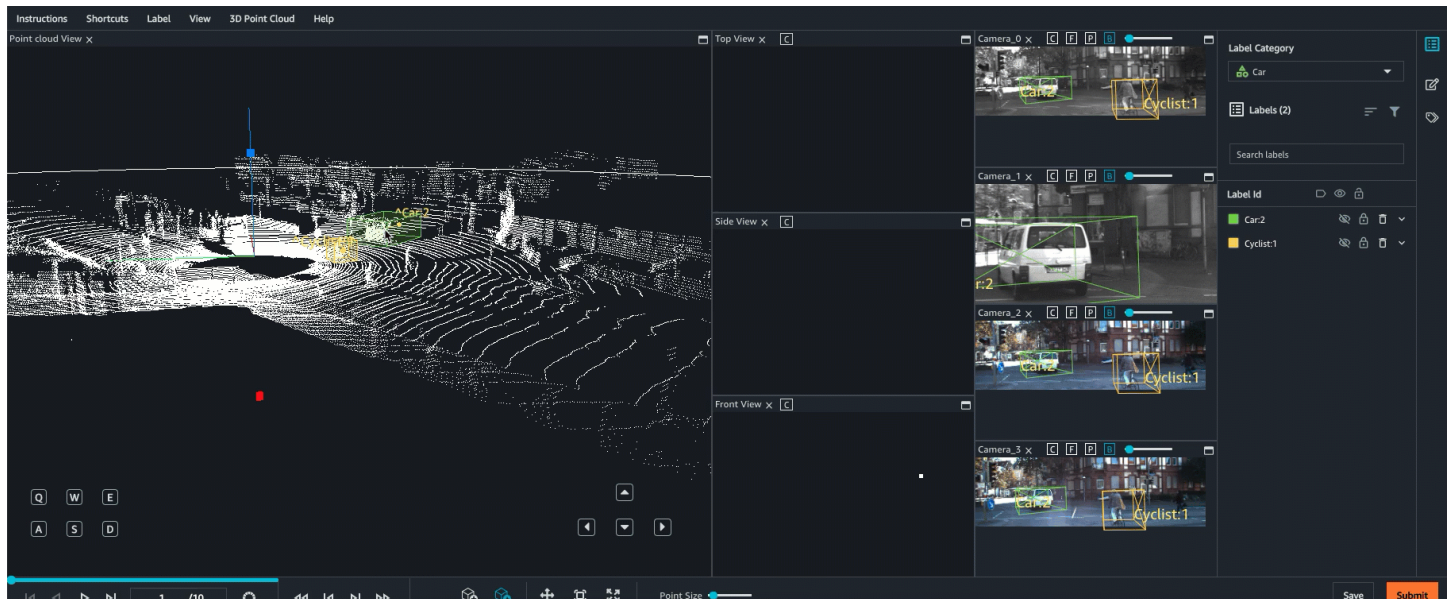 Instructions Shortcuts Label View 3D Point Cloud Help
Point cloud View x
^Car:2
Q W E
A S D
Top View x C
Side View x C
Front View x C
Camera_0 x C F P B
Car:2
Cyclist:1
Camera_1 x C F P B
r:2
Camera_2 x C F P B
Car:2
Cyclist:1
Camera_3 x C F P B
Car:2
Cyclist:1
Label Category
Car
Labels (2)
Search labels
Label Id
Car:2
Cyclist:1
1 /10
Point Size
Save Submit